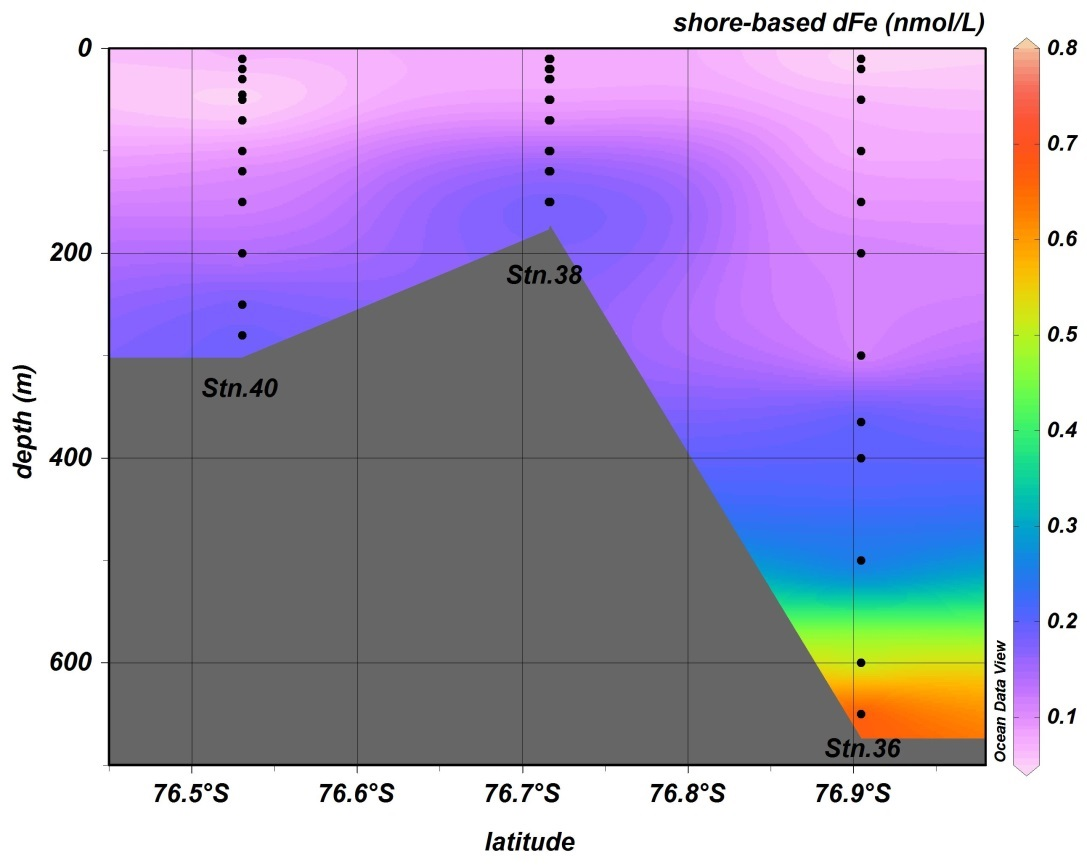 shore-based dFe (nmol/L)
0
200
400
600
depth (m)
Stn.40
Stn.38
Stn.36
76.5°S 76.6°S 76.7°S 76.8°S 76.9°S
latitude
Ocean Data View
0.8
0.7
0.6
0.5
0.4
0.3
0.2
0.1